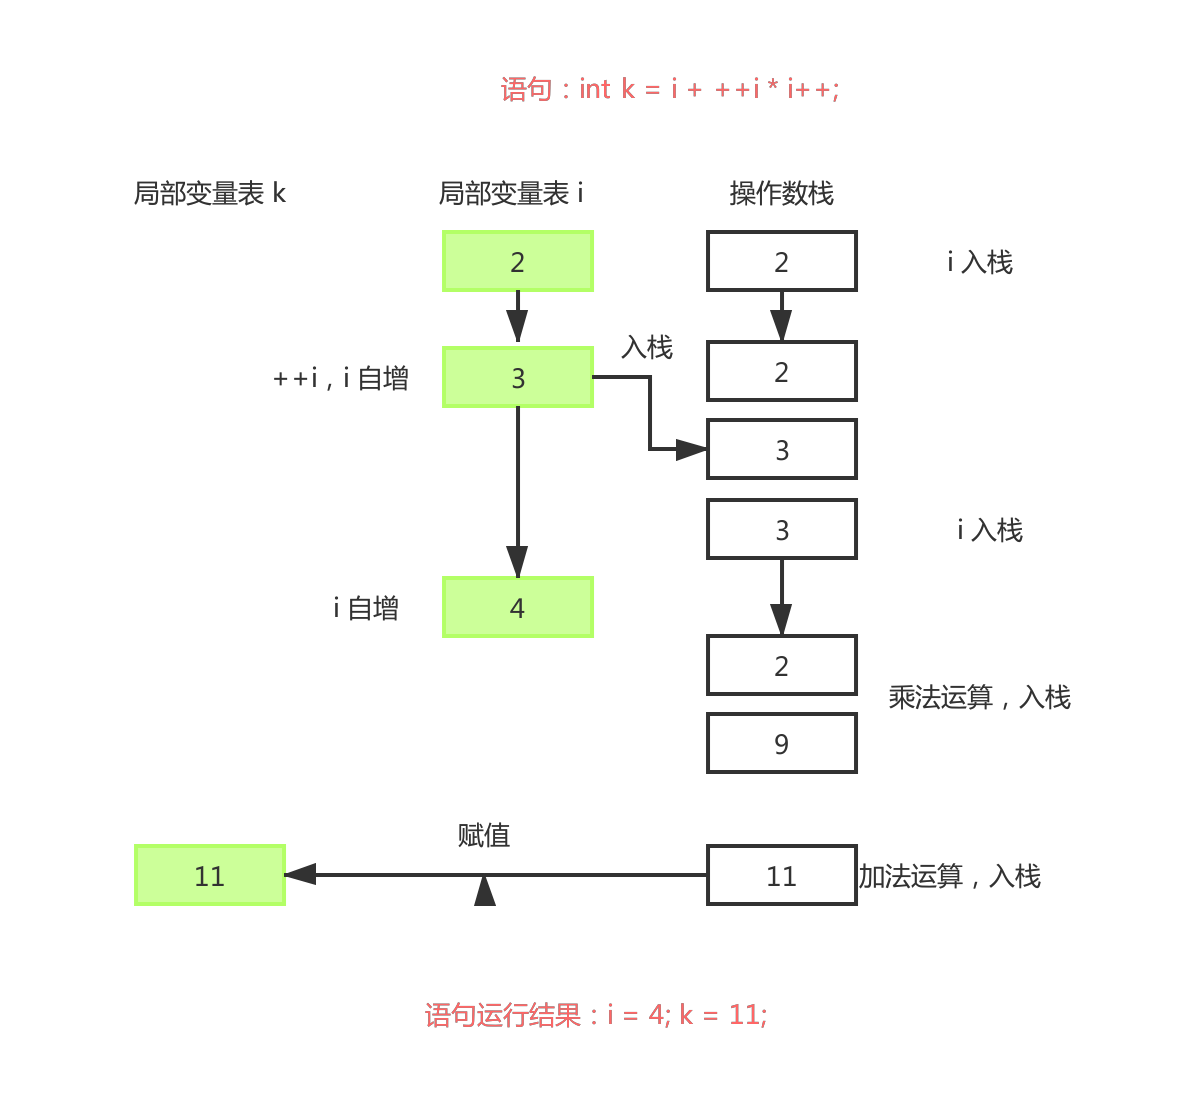 语句：int k = i + ++i * i++;
局部变量表 k 局部变量表 i 操作数栈
2 2 i 入栈
入栈
++i，i 自增 3 2
3
3 i 入栈
i 自增 4
2
乘法运算，入栈
9
赋值
11 11 加法运算，入栈
语句运行结果：i = 4; k = 11;